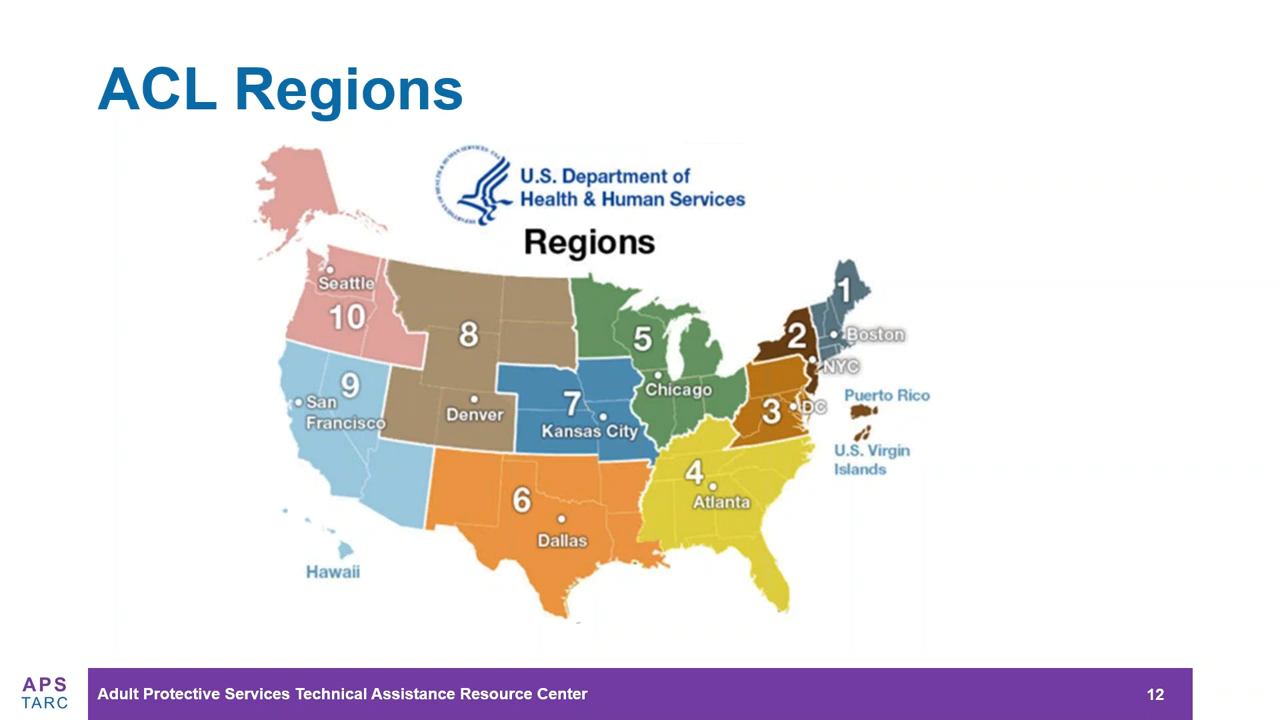 ACL Regions
U.S. Department of
Health & Human Services
Regions
1
Seattle
10
8
5
2
Boston
NYC
9
Chicago
San
Francisco
Denver
7
Kansas City
3
DC
Puerto Rico
U.S. Virgin
Islands
4
Atlanta
6
Dallas
Hawaii
APS
TARC
Adult Protective Services Technical Assistance Resource Center
12